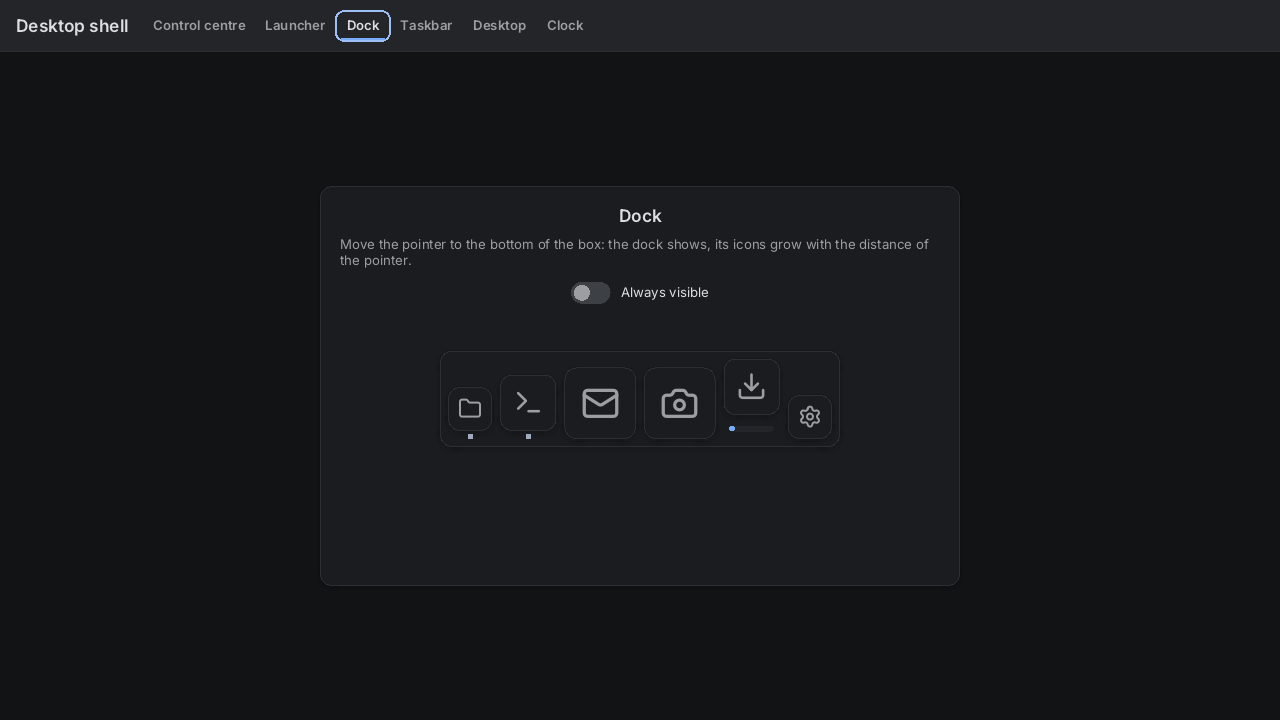 Desktop shell Control centre Launcher Dock Taskbar Desktop Clock
Dock
Move the pointer to the bottom of the box: the dock shows, its icons grow with the distance of
the pointer.
Always visible